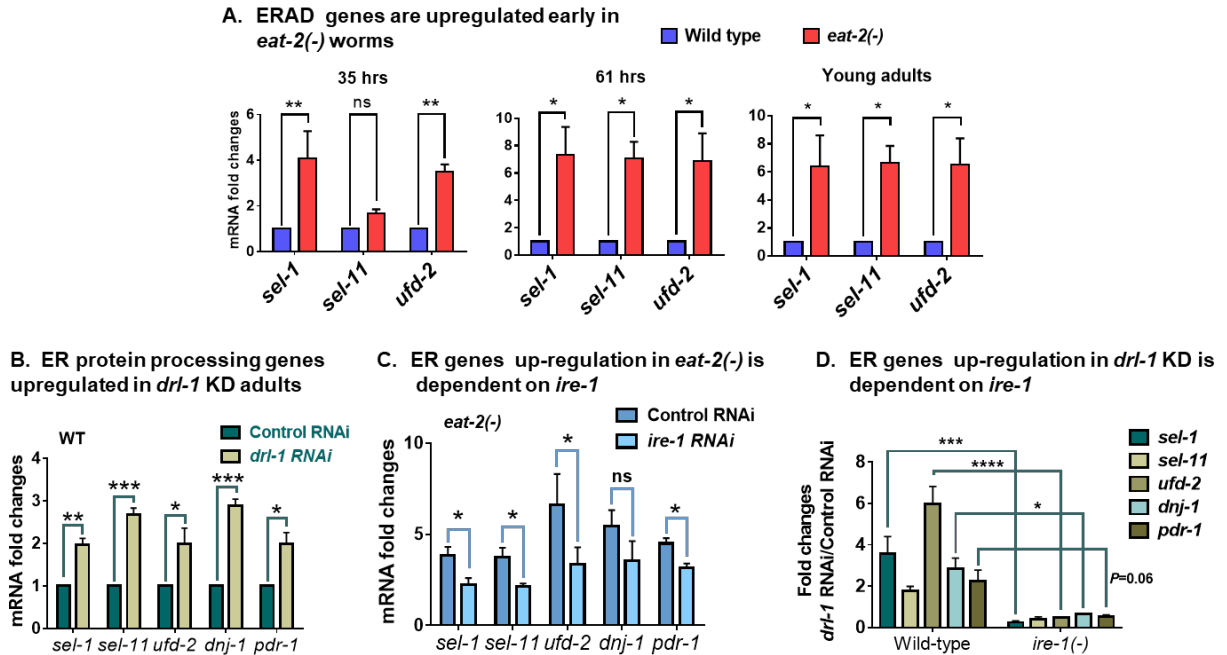 A. ERAD genes are upregulated early in
eat-2(-) worms
Wild type
eat-2(-)
35 hrs
61 hrs
Young adults
mRNA fold changes
6
4
2
0
**
ns
**
sel-1
sel-11
ufd-2
10
8
6
4
2
0
*
*
*
sel-1
sel-11
ufd-2
10
8
6
4
2
0
*
*
*
sel-1
sel-11
ufd-2
B. ER protein processing genes
upregulated in drl-1 KD adults
WT
Control RNAi
drl-1 RNAi
mRNA fold changes
4
3
2
1
0
**
***
*
***
*
sel-1
sel-11
ufd-2
dnj-1
pdr-1
C. ER genes up-regulation in eat-2(-) is
dependent on ire-1
eat-2(-)
Control RNAi
ire-1 RNAi
mRNA fold changes
10
5
0
*
*
*
ns
*
sel-1
sel-11
ufd-2
dnj-1
pdr-1
D. ER genes up-regulation in drl-1 KD is
dependent on ire-1
sel-1
sel-11
ufd-2
dnj-1
pdr-1
Fold changes
drl-1 RNAi/Control RNAi
8
6
4
2
0
***
****
*
P=0.06
Wild-type
ire-1(-)